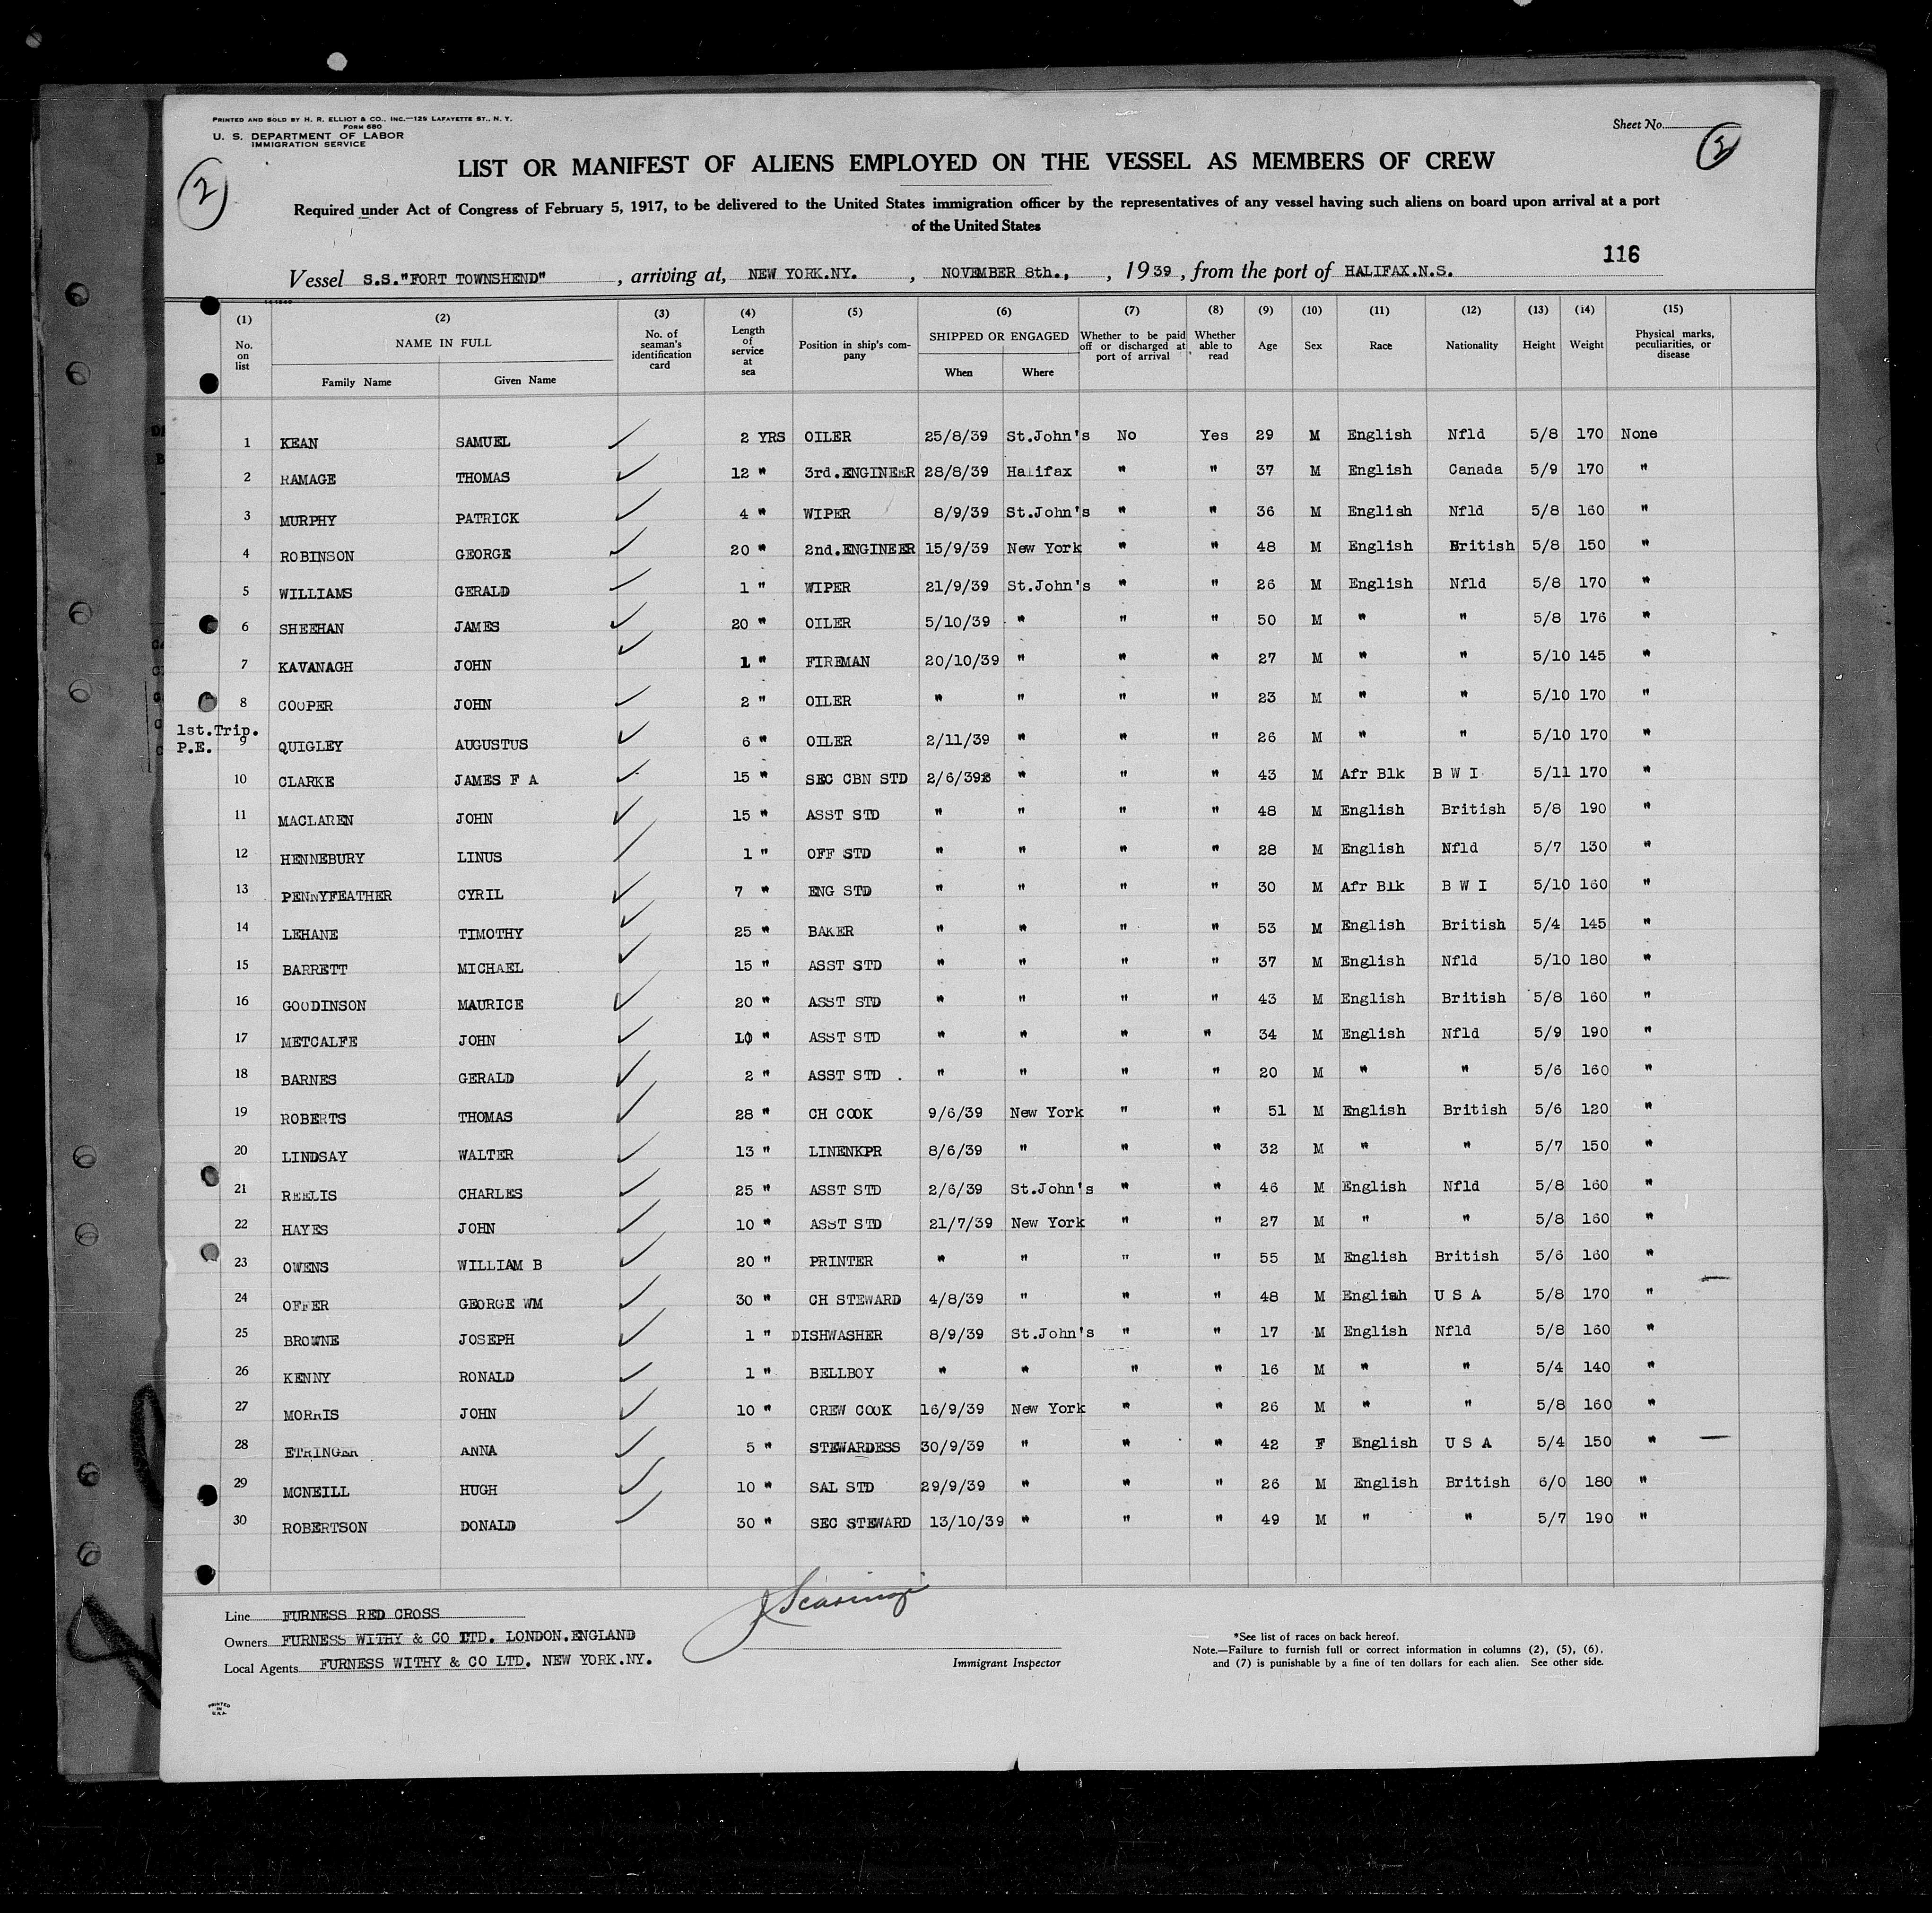 PRINTED AND SOLD BY H. R. ELLIOT & CO., INC.—129 LAFAYETTE ST., N. Y.
FORM 680
U. S. DEPARTMENT OF LABOR
IMMIGRATION SERVICE
Sheet No.
2
2
LIST OR MANIFEST OF ALIENS EMPLOYED ON THE VESSEL AS MEMBERS OF CREW
Required under Act of Congress of February 5, 1917, to be delivered to the United States immigration officer by the representatives of any vessel having such aliens on board upon arrival at a port
of the United States
116
Vessel S.S."FORT TOWNSHEND", arriving at, NEW YORK.NY., NOVEMBER 8th.,, 1939, from the port of HALIFAX.N.S.
(1) No. on list (2) NAME IN FULL Family Name Given Name (3) No. of seaman's identification card (4) Length of service at sea (5) Position in ship's company (6) SHIPPED OR ENGAGED When Where (7) Whether to be paid off or discharged at port of arrival (8) Whether able to read (9) Age (10) Sex (11) Race (12) Nationality (13) Height (14) Weight (15) Physical marks, peculiarities, or disease
1 KEAN SAMUEL 2 YRS OILER 25/8/39 St.John's No Yes 29 M English Nfld 5/8 170 None
2 RAMAGE THOMAS 12 " 3rd.ENGINEER 28/8/39 Halifax " " 37 M English Canada 5/9 170 "
3 MURPHY PATRICK 4 " WIPER 8/9/39 St.John's " " 36 M English Nfld 5/8 160 "
4 ROBINSON GEORGE 20 " 2nd.ENGINEER 15/9/39 New York " " 48 M English British 5/8 150 "
5 WILLIAMS GERALD 1 " WIPER 21/9/39 St.John's " " 26 M English Nfld 5/8 170 "
6 SHEEHAN JAMES 20 " OILER 5/10/39 " " " 50 M " " 5/8 176 "
7 KAVANAGH JOHN 1 " FIREMAN 20/10/39 " " " 27 M " " 5/10 145 "
8 COOPER JOHN 2 " OILER " " " " 23 M " " 5/10 170 "
1st.Trip.
P.E. 9 QUIGLEY AUGUSTUS 6 " OILER 2/11/39 " " " 26 M " " 5/10 170 "
10 CLARKE JAMES F A 15 " SEC CBN STD 2/6/39 " " " 43 M Afr Blk B W I 5/11 170 "
11 MACLAREN JOHN 15 " ASST STD " " " " 48 M English British 5/8 190 "
12 HENNEBURY LINUS 1 " OFF STD " " " " 28 M English Nfld 5/7 130 "
13 PENNYFEATHER CYRIL 7 " ENG STD " " " " 30 M Afr Blk B W I 5/10 160 "
14 LEHANE TIMOTHY 25 " BAKER " " " " 53 M English British 5/4 145 "
15 BARRETT MICHAEL 15 " ASST STD " " " " 37 M English Nfld 5/10 180 "
16 GOODINSON MAURICE 20 " ASST STD " " " " 43 M English British 5/8 160 "
17 METCALFE JOHN 10 " ASST STD " " " " 34 M English Nfld 5/9 190 "
18 BARNES GERALD 2 " ASST STD . " " " " 20 M " " 5/6 160 "
19 ROBERTS THOMAS 28 " CH COOK 9/6/39 New York " " 51 M English British 5/6 120 "
20 LINDSAY WALTER 13 " LINENKPR 8/6/39 " " " 32 M " " 5/7 150 "
21 REELIS CHARLES 25 " ASST STD 2/6/39 St.John's " " 46 M English Nfld 5/8 160 "
22 HAYES JOHN 10 " ASST STD 21/7/39 New York " " 27 M " " 5/8 160 "
23 OWENS WILLIAM B 20 " PRINTER " " " " 55 M English British 5/6 160 "
24 OFFER GEORGE WM 30 " CH STEWARD 4/8/39 " " " 48 M English U S A 5/8 170 "
25 BROWNE JOSEPH 1 " DISHWASHER 8/9/39 St.John's " " 17 M English Nfld 5/8 160 "
26 KENNY RONALD 1 " BELLBOY " " " " 16 M " " 5/4 140 "
27 MORRIS JOHN 10 " CREW COOK 16/9/39 New York " " 26 M " " 5/8 160 "
28 ETRINGER ANNA 5 " STEWARDESS 30/9/39 " " " 42 F English U S A 5/4 150 "
29 MCNEILL HUGH 10 " SAL STD 29/9/39 " " " 26 M English British 6/0 180 "
30 ROBERTSON DONALD 30 " SEC STEWARD 13/10/39 " " " 49 M " " 5/7 190 "
Line FURNESS RED CROSS
Owners FURNESS WITHY & CO LTD. LONDON.ENGLAND
Local Agents FURNESS WITHY & CO LTD. NEW YORK.NY.
Immigrant Inspector
*See list of races on back hereof.
Note.—Failure to furnish full or correct information in columns (2), (5), (6).
and (7) is punishable by a fine of ten dollars for each alien. See other side.
PRINTED
IN
U.S.A.